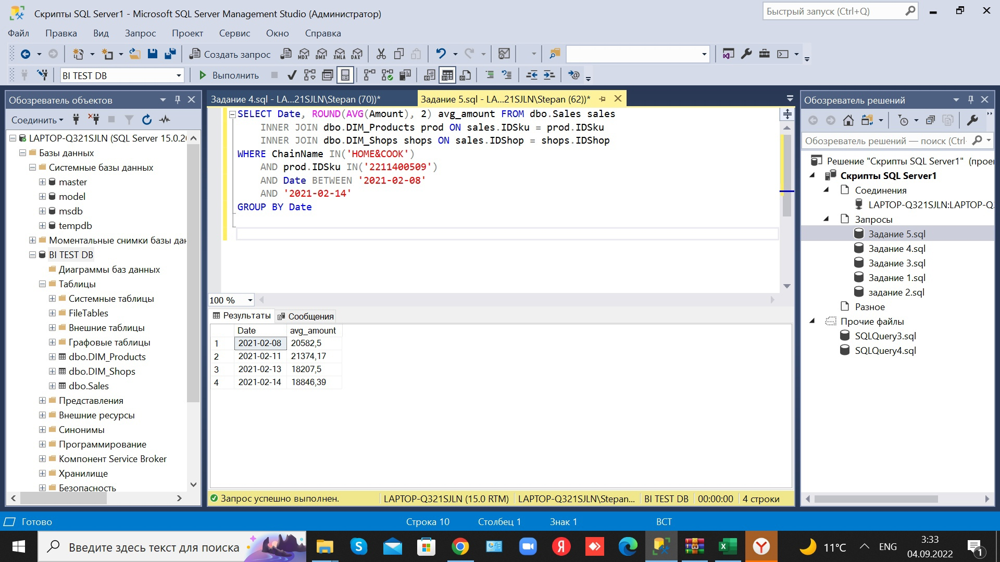 Скрипты SQL Server1 - Microsoft SQL Server Management Studio (Администратор)
Быстрый запуск (Ctrl+Q)
Файл Правка Вид Запрос Проект Сервис Окно Справка
Создать запрос MDX DMX XMLA DAX
BI TEST DB Выполнить
Обозреватель объектов
Соединить
LAPTOP-Q321SJLN (SQL Server 15.0.20
Базы данных
Системные базы данных
master
model
msdb
tempdb
Моментальные снимки базы дан
BI TEST DB
Диаграммы баз данных
Таблицы
Системные таблицы
FileTables
Внешние таблицы
Графовые таблицы
dbo.DIM_Products
dbo.DIM_Shops
dbo.Sales
Представления
Внешние ресурсы
Синонимы
Программирование
Компонент Service Broker
Хранилище
Безопасность
Задание 4.sql - LA...21SJLN\Stepan (70))*
Задание 5.sql - LA...21SJLN\Stepan (62))*
SELECT Date, ROUND(AVG(Amount), 2) avg_amount FROM dbo.Sales sales
INNER JOIN dbo.DIM_Products prod ON sales.IDSku = prod.IDSku
INNER JOIN dbo.DIM_Shops shops ON sales.IDShop = shops.IDShop
WHERE ChainName IN('HOME&COOK')
AND prod.IDSku IN('2211400509')
AND Date BETWEEN '2021-02-08'
AND '2021-02-14'
GROUP BY Date
100 %
Результаты Сообщения
Date avg_amount
1 2021-02-08 20582,5
2 2021-02-11 21374,17
3 2021-02-13 18207,5
4 2021-02-14 18846,39
Запрос успешно выполнен. LAPTOP-Q321SJLN (15.0 RTM) LAPTOP-Q321SJLN\Stepan... BI TEST DB 00:00:00 4 строки
Обозреватель решений
Обозреватель решений — поиск (Ctrl-
Решение "Скрипты SQL Server1" (прое
Скрипты SQL Server1
Соединения
LAPTOP-Q321SJLN:LAPTOP-Q
Запросы
Задание 5.sql
Задание 4.sql
Задание 3.sql
Задание 1.sql
задание 2.sql
Разное
Прочие файлы
SQLQuery3.sql
SQLQuery4.sql
Готово Строка 10 Столбец 1 Знак 1 ВСТ
Введите здесь текст для поиска
11°C ENG
3:33
04.09.2022
1